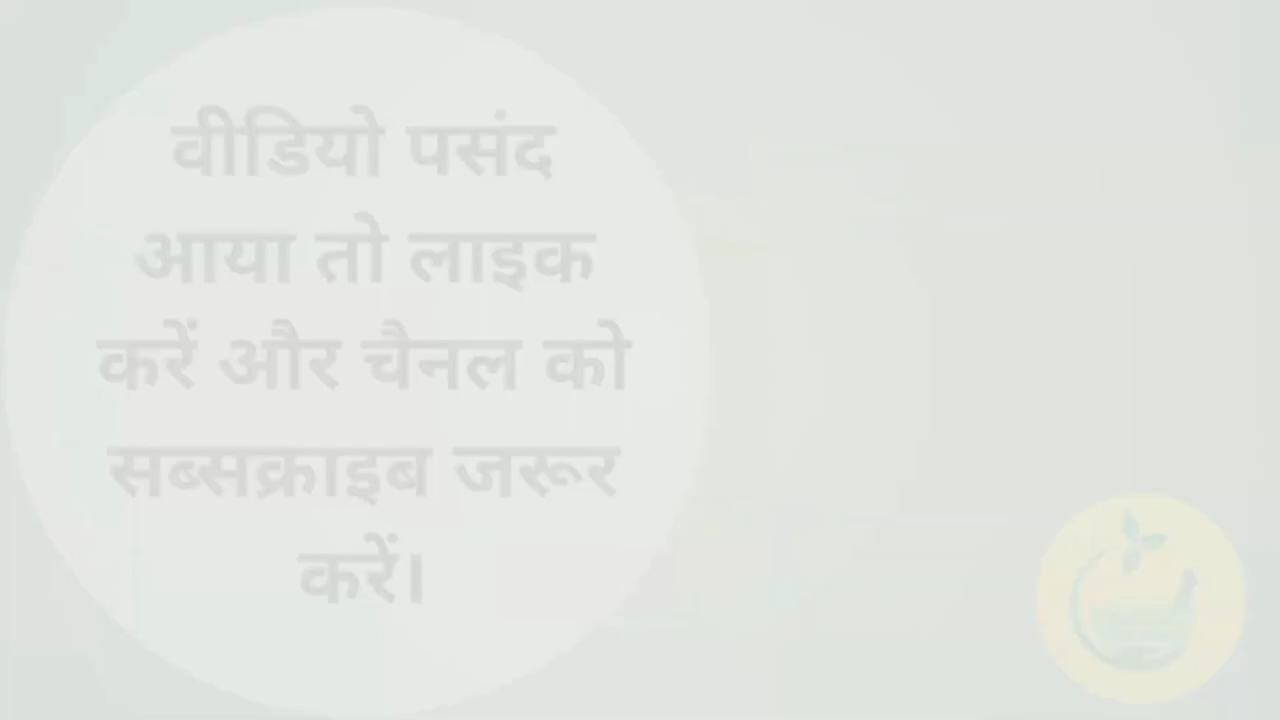 वीडियो पसंद
आया तो लाइक
करें और चैनल को
सब्सक्राइब जरूर
करें।